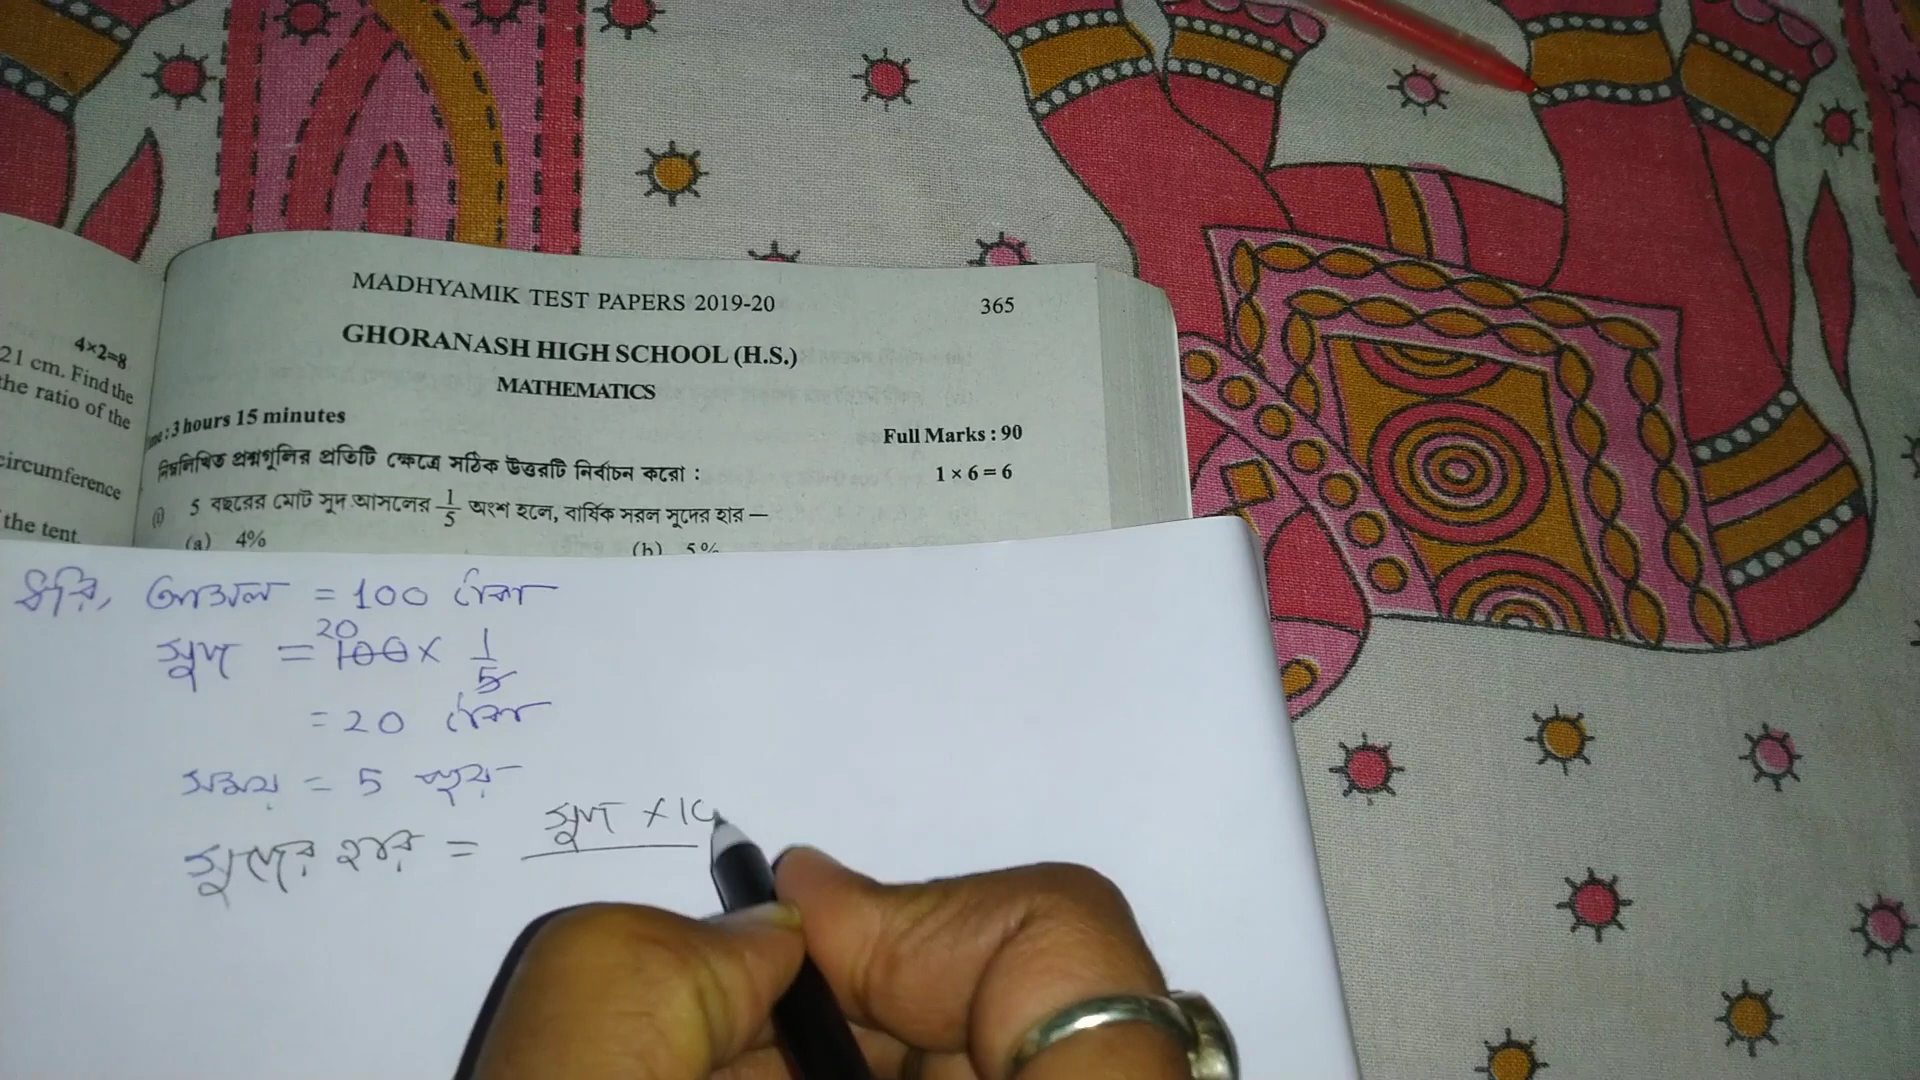 4×2=8
21 cm. Find the
the ratio of the
circumference
the tent
MADHYAMIK TEST PAPERS 2019-20 365
GHORANASH HIGH SCHOOL (H.S.)
MATHEMATICS
: 3 hours 15 minutes
Full Marks : 90
নিম্নলিখিত প্রশ্নগুলির প্রতিটি ক্ষেত্রে সঠিক উত্তরটি নির্বাচন করো : 1 × 6 = 6
(i) 5 বছরের মোট সুদ আসলের 1/5 অংশ হলে, বার্ষিক সরল সুদের হার —
(a) 4% (b) 5%
ধরি, আসল = 100 টাকা
সুদ = 20 100 × 1/5
= 20 টাকা
সময় = 5 বছর
সুদের হার = সুদ × 10